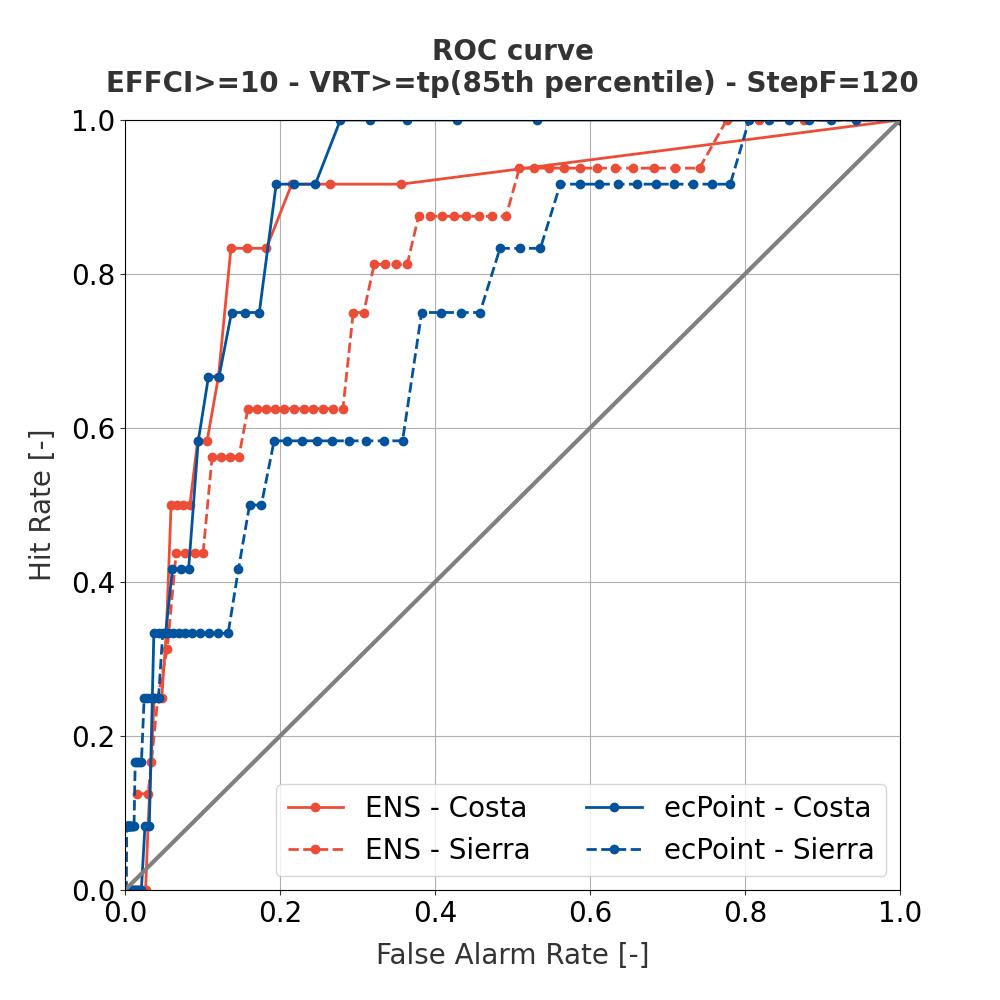 ROC curve
EFFCI>=10 - VRT>=tp(85th percentile) - StepF=120
1.0
0.8
0.6
0.4
0.2
0.0
Hit Rate [-]
0.0 0.2 0.4 0.6 0.8 1.0
False Alarm Rate [-]
ENS - Costa
ENS - Sierra
ecPoint - Costa
ecPoint - Sierra